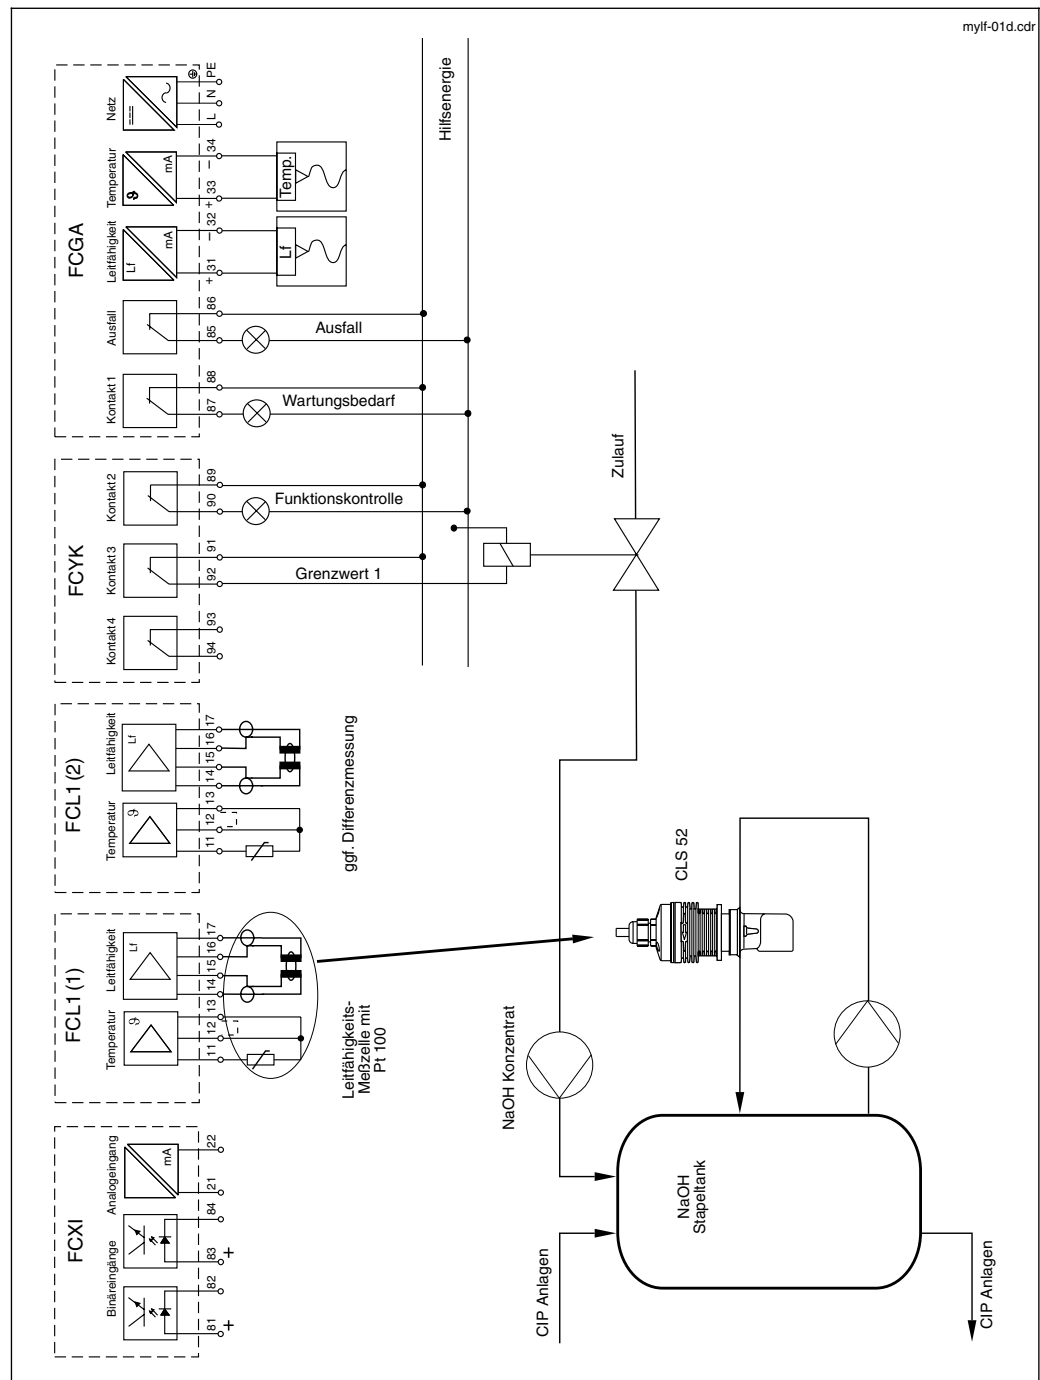 mylf-01d.cdr
FCGA
Netz
L
N
PE
Temperatur
ϑ
mA
+
33
–
34
Temp.
Leitfähigkeit
Lf
mA
+
31
–
32
Lf
Ausfall
85
86
Ausfall
Kontakt 1
87
88
Wartungsbedarf
Hilfsenergie
FCYK
Kontakt 2
90
89
Funktionskontrolle
Kontakt 3
92
91
Grenzwert 1
Kontakt 4
94
93
Zulauf
FCL1 (2)
Leitfähigkeit
Lf
14
15
16
17
Temperatur
ϑ
11
12
13
ggf. Differenzmessung
FCL1 (1)
Leitfähigkeit
Lf
14
15
16
17
Temperatur
ϑ
11
12
13
Leitfähigkeits-
Meßzelle mit
Pt 100
CLS 52
NaOH Konzentrat
NaOH
Stapeltank
CIP Anlagen
CIP Anlagen
FCXI
Analogeingang
mA
21
22
Binäreingänge
83
84
+
81
82
+